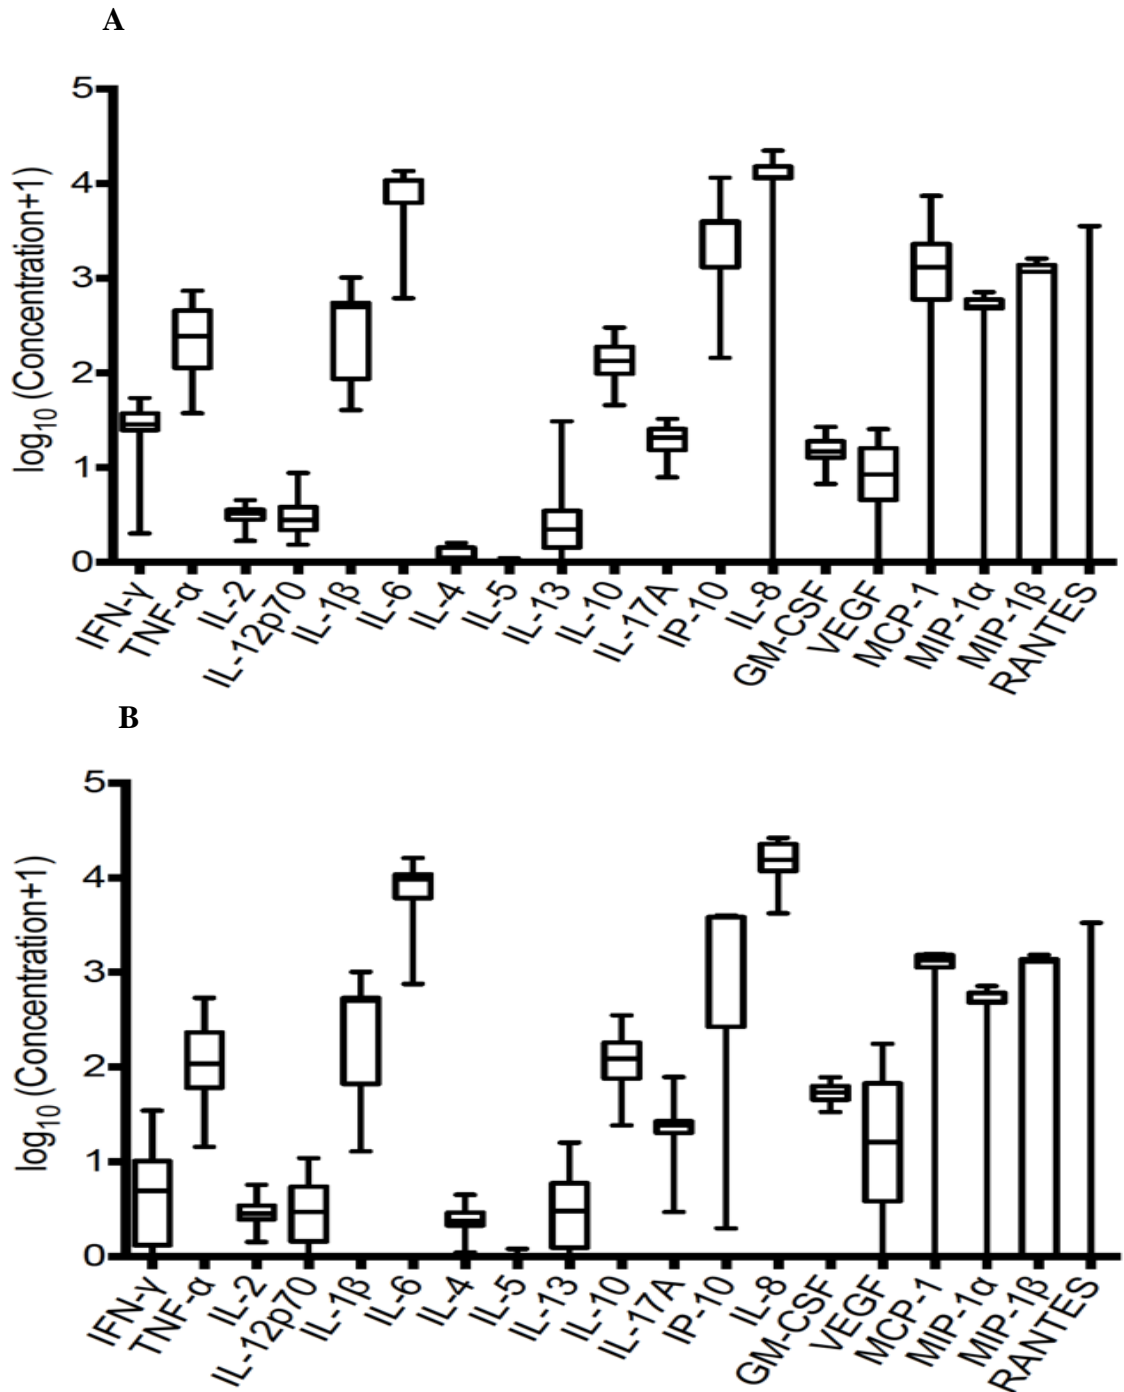 A
5
4
3
2
1
0
log10 (Concentration+1)
IFN-γ
TNF-α
IL-2
IL-12p70
IL-1β
IL-6
IL-4
IL-5
IL-13
IL-10
IL-17A
IP-10
IL-8
GM-CSF
VEGF
MCP-1
MIP-1α
MIP-1β
RANTES
B
5
4
3
2
1
0
log10 (Concentration+1)
IFN-γ
TNF-α
IL-2
IL-12p70
IL-1β
IL-6
IL-4
IL-5
IL-13
IL-10
IL-17A
IP-10
IL-8
GM-CSF
VEGF
MCP-1
MIP-1α
MIP-1β
RANTES